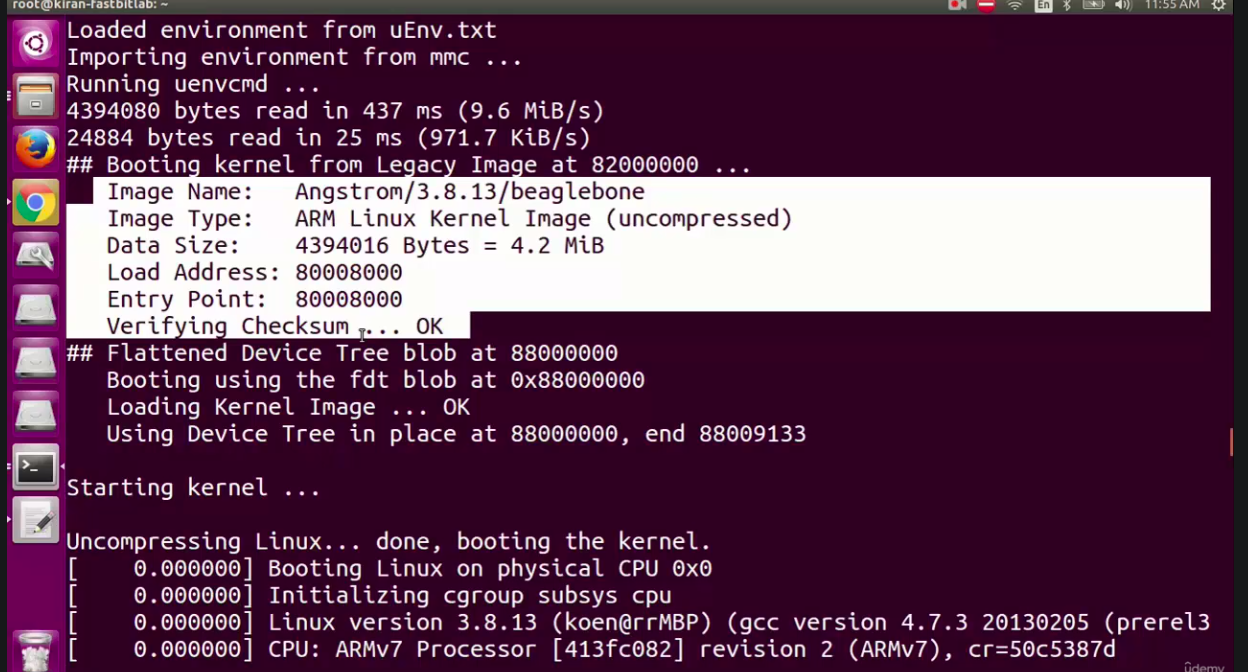 root@kiran-fastbitlab: ~
En
11:55 AM
Loaded environment from uEnv.txt
Importing environment from mmc ...
Running uenvcmd ...
4394080 bytes read in 437 ms (9.6 MiB/s)
24884 bytes read in 25 ms (971.7 KiB/s)
## Booting kernel from Legacy Image at 82000000 ...
Image Name:   Angstrom/3.8.13/beaglebone
Image Type:   ARM Linux Kernel Image (uncompressed)
Data Size:    4394016 Bytes = 4.2 MiB
Load Address: 80008000
Entry Point:  80008000
Verifying Checksum ... OK
## Flattened Device Tree blob at 88000000
Booting using the fdt blob at 0x88000000
Loading Kernel Image ... OK
Using Device Tree in place at 88000000, end 88009133
Starting kernel ...
Uncompressing Linux... done, booting the kernel.
[    0.000000] Booting Linux on physical CPU 0x0
[    0.000000] Initializing cgroup subsys cpu
[    0.000000] Linux version 3.8.13 (koen@rrMBP) (gcc version 4.7.3 20130205 (prerel3
[    0.000000] CPU: ARMv7 Processor [413fc082] revision 2 (ARMv7), cr=50c5387d
udemy